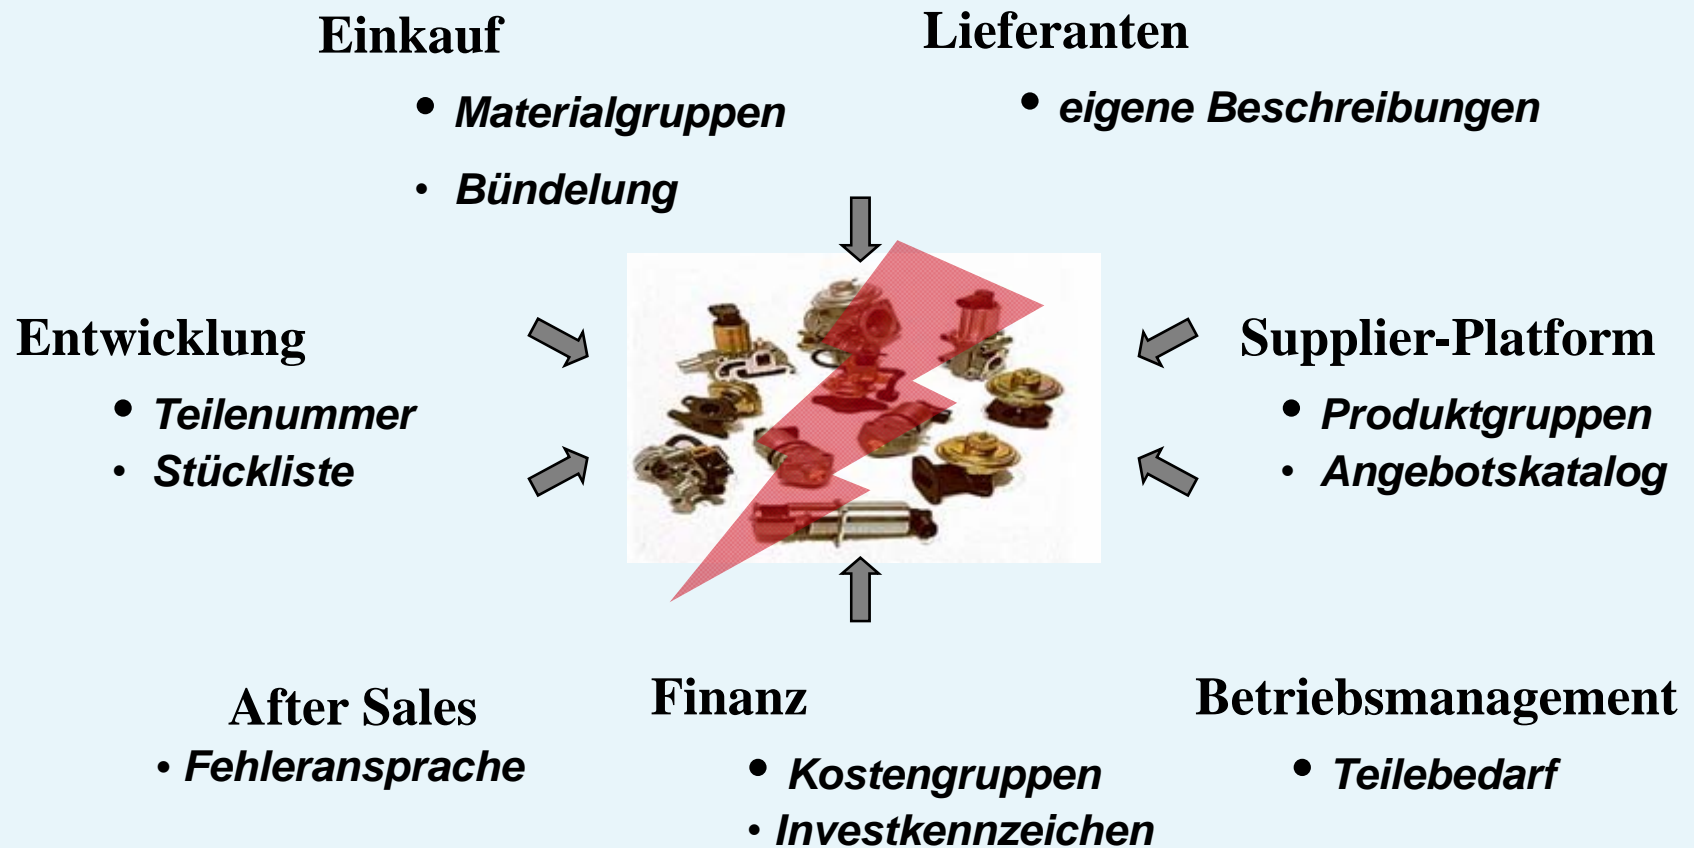 Einkauf
• Materialgruppen
• Bündelung
Lieferanten
• eigene Beschreibungen
Entwicklung
• Teilenummer
• Stückliste
Supplier-Platform
• Produktgruppen
• Angebotskatalog
After Sales
• Fehleransprache
Finanz
• Kostengruppen
• Investkennzeichen
Betriebsmanagement
• Teilebedarf